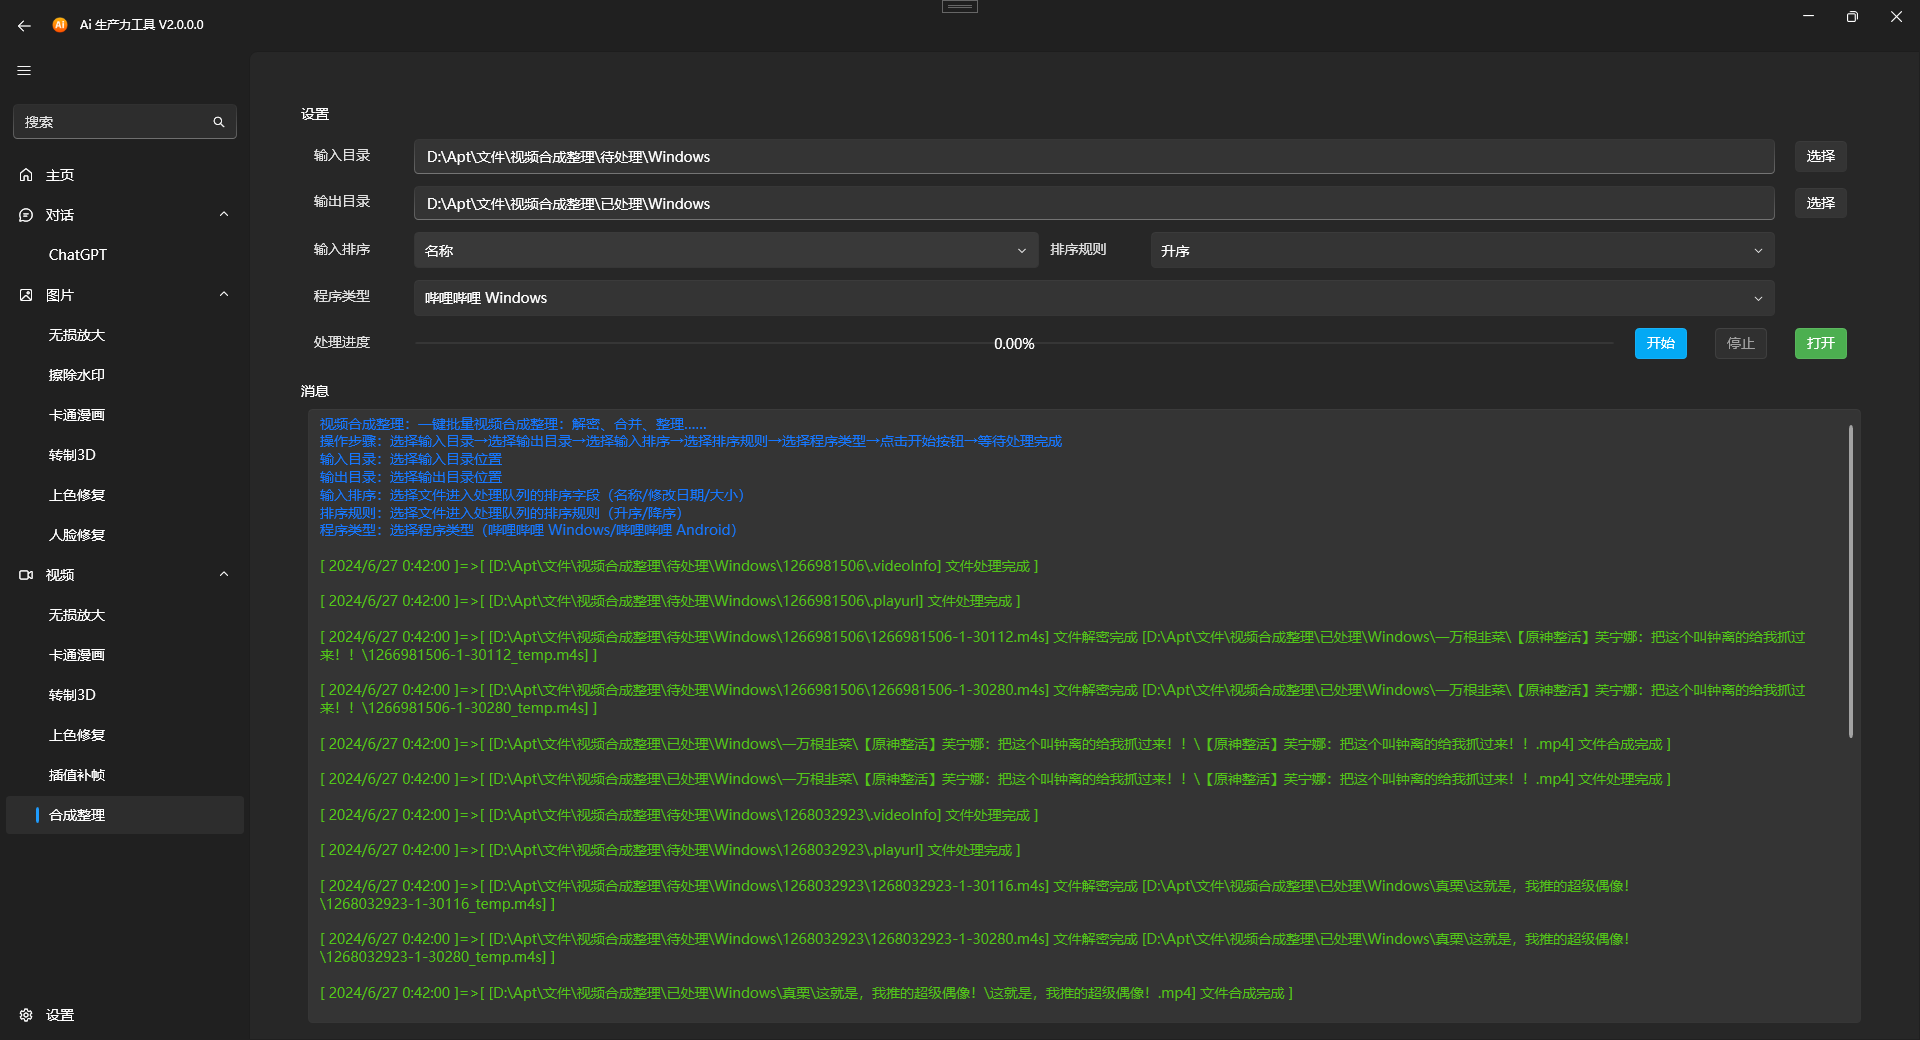 Ai 生产力工具 V2.0.0.0
搜索
主页
对话
ChatGPT
图片
无损放大
擦除水印
卡通漫画
转制3D
上色修复
人脸修复
视频
无损放大
卡通漫画
转制3D
上色修复
插值补帧
合成整理
设置
设置
输入目录 D:\Apt\文件\视频合成整理\待处理\Windows 选择
输出目录 D:\Apt\文件\视频合成整理\已处理\Windows 选择
输入排序 名称 排序规则 升序
程序类型 哔哩哔哩 Windows
处理进度 0.00% 开始 停止 打开
消息
视频合成整理：一键批量视频合成整理：解密、合并、整理......
操作步骤：选择输入目录→选择输出目录→选择输入排序→选择排序规则→选择程序类型→点击开始按钮→等待处理完成
输入目录：选择输入目录位置
输出目录：选择输出目录位置
输入排序：选择文件进入处理队列的排序字段（名称/修改日期/大小）
排序规则：选择文件进入处理队列的排序规则（升序/降序）
程序类型：选择程序类型（哔哩哔哩 Windows/哔哩哔哩 Android）
[ 2024/6/27 0:42:00 ]=>[ [D:\Apt\文件\视频合成整理\待处理\Windows\1266981506\.videoInfo] 文件处理完成 ]
[ 2024/6/27 0:42:00 ]=>[ [D:\Apt\文件\视频合成整理\待处理\Windows\1266981506\.playurl] 文件处理完成 ]
[ 2024/6/27 0:42:00 ]=>[ [D:\Apt\文件\视频合成整理\待处理\Windows\1266981506\1266981506-1-30112.m4s] 文件解密完成 [D:\Apt\文件\视频合成整理\已处理\Windows\一万根韭菜\【原神整活】芙宁娜：把这个叫钟离的给我抓过
来！！\1266981506-1-30112_temp.m4s] ]
[ 2024/6/27 0:42:00 ]=>[ [D:\Apt\文件\视频合成整理\待处理\Windows\1266981506\1266981506-1-30280.m4s] 文件解密完成 [D:\Apt\文件\视频合成整理\已处理\Windows\一万根韭菜\【原神整活】芙宁娜：把这个叫钟离的给我抓过
来！！\1266981506-1-30280_temp.m4s] ]
[ 2024/6/27 0:42:00 ]=>[ [D:\Apt\文件\视频合成整理\已处理\Windows\一万根韭菜\【原神整活】芙宁娜：把这个叫钟离的给我抓过来！！\【原神整活】芙宁娜：把这个叫钟离的给我抓过来！！.mp4] 文件合成完成 ]
[ 2024/6/27 0:42:00 ]=>[ [D:\Apt\文件\视频合成整理\已处理\Windows\一万根韭菜\【原神整活】芙宁娜：把这个叫钟离的给我抓过来！！\【原神整活】芙宁娜：把这个叫钟离的给我抓过来！！.mp4] 文件处理完成 ]
[ 2024/6/27 0:42:00 ]=>[ [D:\Apt\文件\视频合成整理\待处理\Windows\1268032923\.videoInfo] 文件处理完成 ]
[ 2024/6/27 0:42:00 ]=>[ [D:\Apt\文件\视频合成整理\待处理\Windows\1268032923\.playurl] 文件处理完成 ]
[ 2024/6/27 0:42:00 ]=>[ [D:\Apt\文件\视频合成整理\待处理\Windows\1268032923\1268032923-1-30116.m4s] 文件解密完成 [D:\Apt\文件\视频合成整理\已处理\Windows\真栗\这就是，我推的超级偶像！
\1268032923-1-30116_temp.m4s] ]
[ 2024/6/27 0:42:00 ]=>[ [D:\Apt\文件\视频合成整理\待处理\Windows\1268032923\1268032923-1-30280.m4s] 文件解密完成 [D:\Apt\文件\视频合成整理\已处理\Windows\真栗\这就是，我推的超级偶像！
\1268032923-1-30280_temp.m4s] ]
[ 2024/6/27 0:42:00 ]=>[ [D:\Apt\文件\视频合成整理\已处理\Windows\真栗\这就是，我推的超级偶像！\这就是，我推的超级偶像！.mp4] 文件合成完成 ]